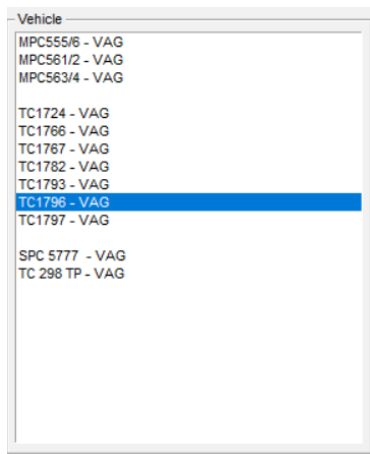 Vehicle
MPC555/6 - VAG
MPC561/2 - VAG
MPC563/4 - VAG
TC1724 - VAG
TC1766 - VAG
TC1767 - VAG
TC1782 - VAG
TC1793 - VAG
TC1796 - VAG
TC1797 - VAG
SPC 5777  - VAG
TC 298 TP - VAG